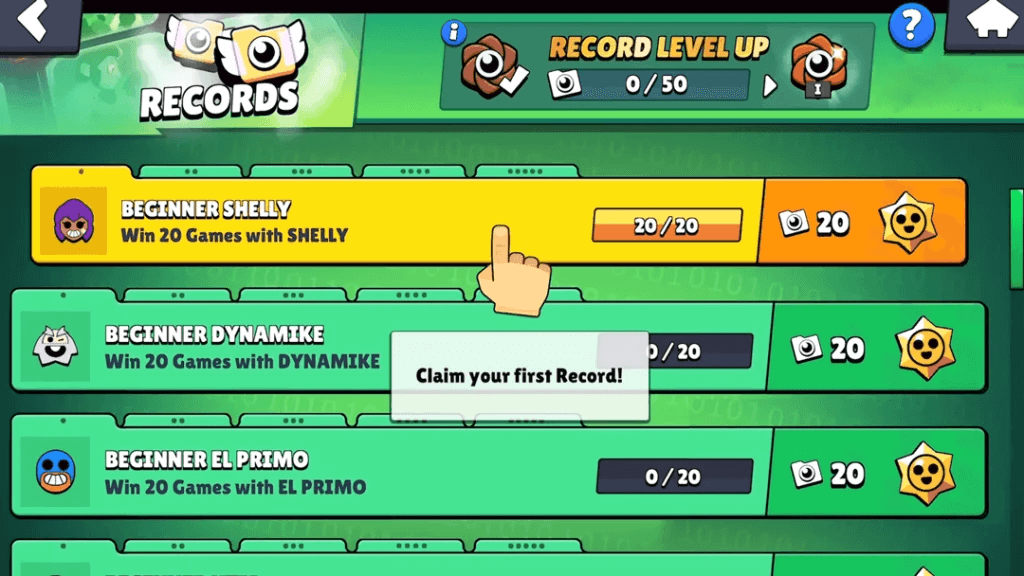 RECORDS
i
RECORD LEVEL UP
0/50
I
?
BEGINNER SHELLY
Win 20 Games with SHELLY
20/20
20
BEGINNER DYNAMIKE
Win 20 Games with DYNAMIKE
0/20
20
Claim your first Record!
BEGINNER EL PRIMO
Win 20 Games with EL PRIMO
0/20
20